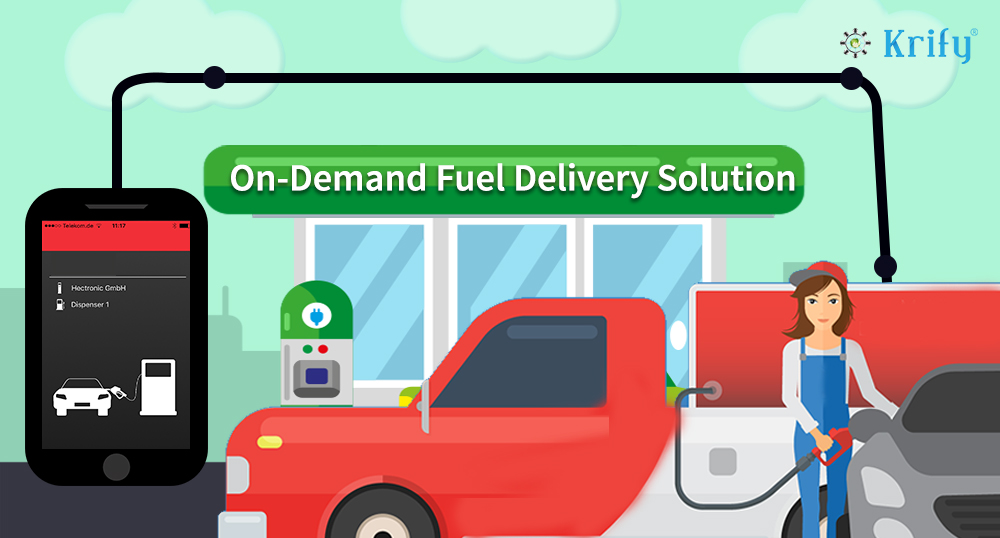 Krify®
On-Demand Fuel Delivery Solution
Telekom.de 11:17
Hectronic GmbH
Dispenser 1